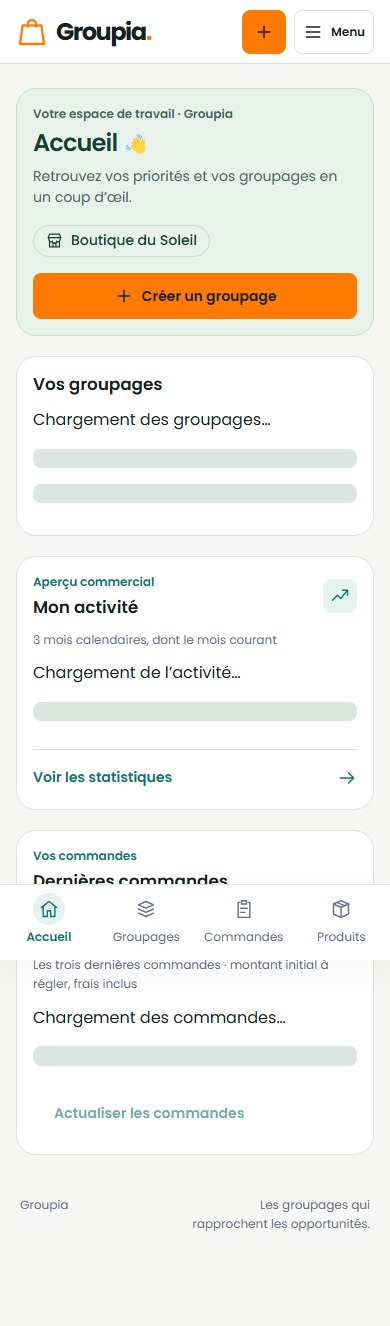 Groupia.
Menu
Votre espace de travail · Groupia
Accueil 👋
Retrouvez vos priorités et vos groupages en
un coup d’œil.
Boutique du Soleil
Créer un groupage
Vos groupages
Chargement des groupages…
Aperçu commercial
Mon activité
3 mois calendaires, dont le mois courant
Chargement de l’activité…
Voir les statistiques
Vos commandes
Dernières commandes
Accueil
Groupages
Commandes
Produits
Les trois dernières commandes · montant initial à
régler, frais inclus
Chargement des commandes…
Actualiser les commandes
Groupia
Les groupages qui
rapprochent les opportunités.